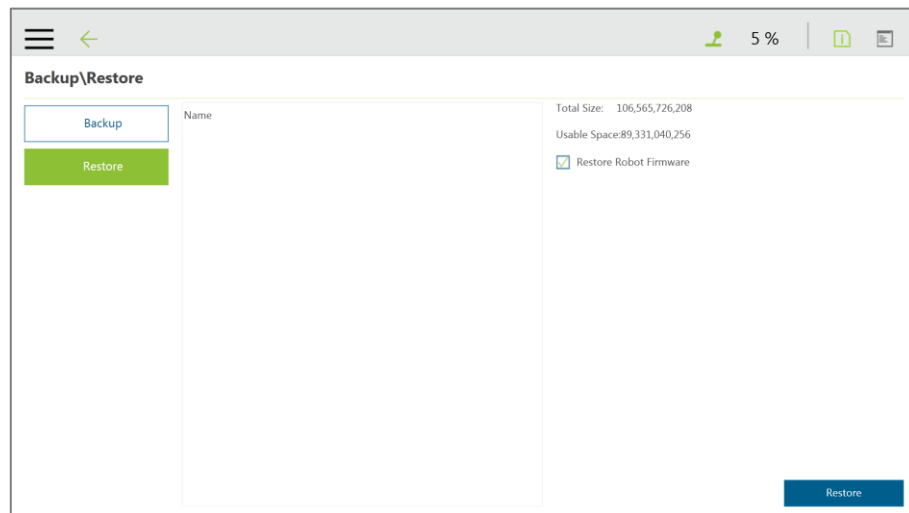 5 %
Backup\Restore
Backup
Restore
Name
Total Size: 106,565,726,208
Usable Space:89,331,040,256
Restore Robot Firmware
Restore